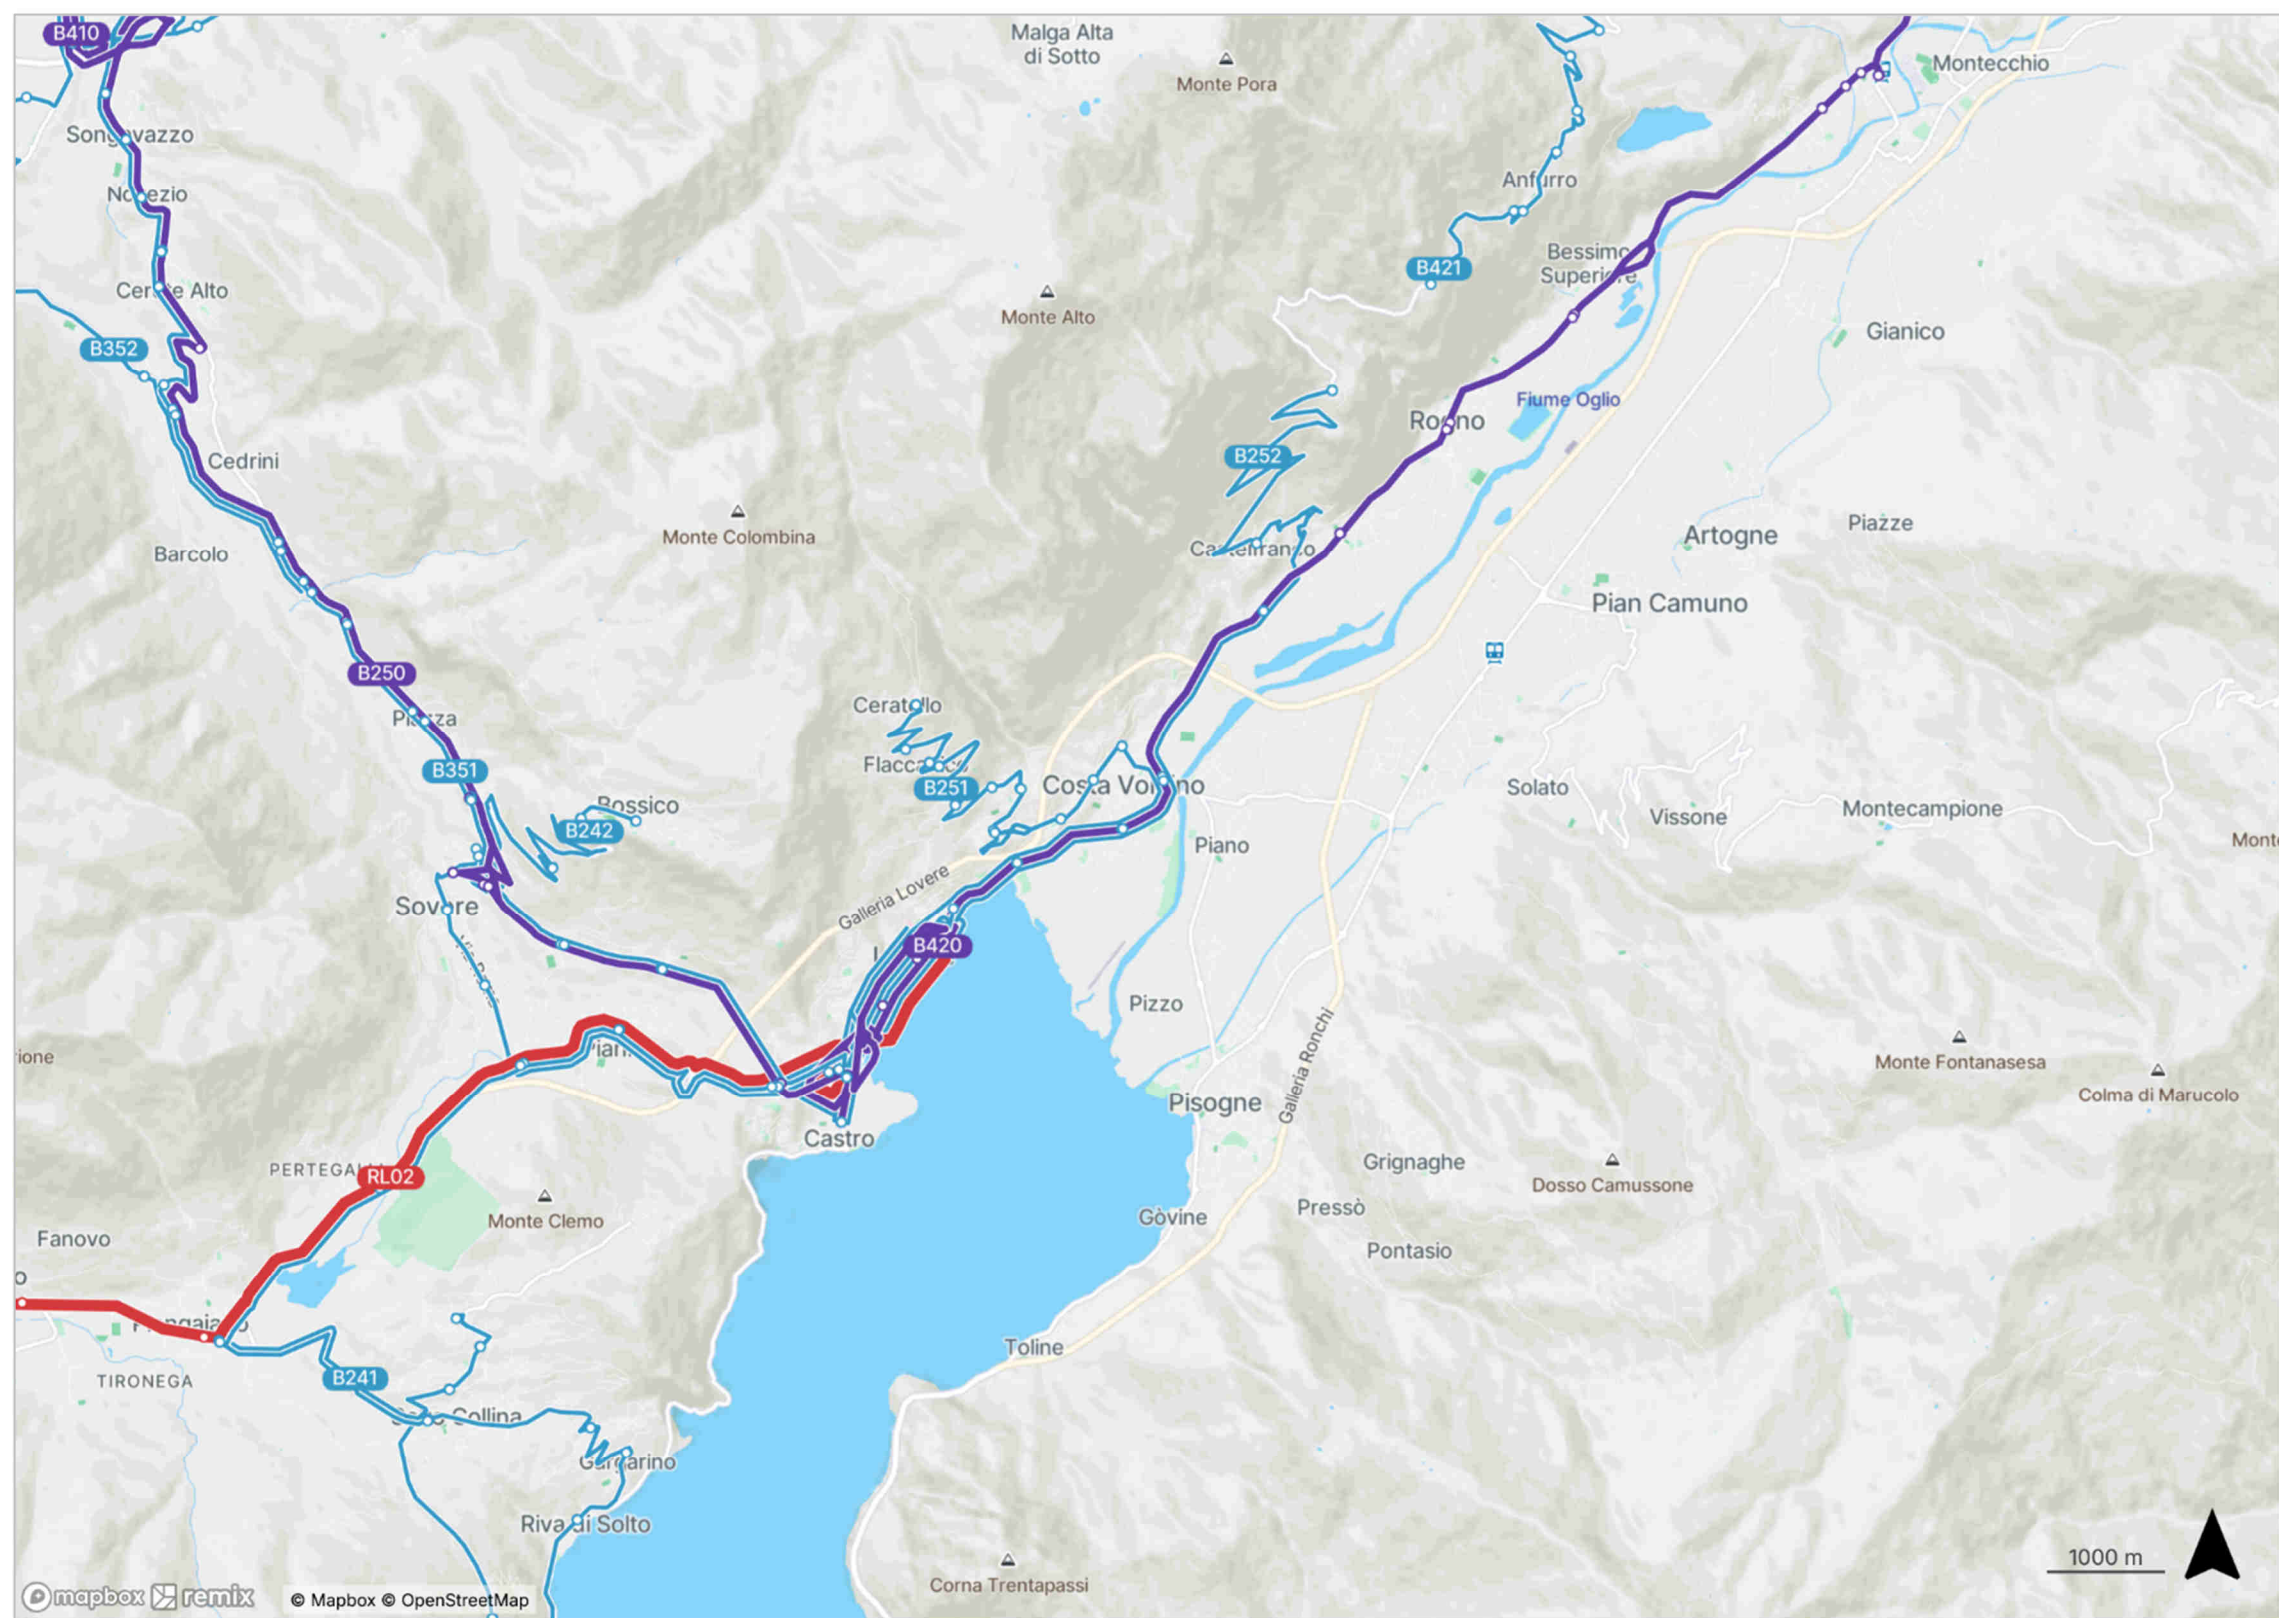 B410
Malga Alta
di Sotto
Monte Pora
Montecchio
Songavazzo
Anfurro
Cerete Alto
Bessimo
Superiore
B421
Monte Alto
B352
Gianico
Fiume Oglio
Rogno
Cedrini
B252
Monte Colombina
Artogne
Piazze
Barcolo
Castelfranco
Pian Camuno
B250
Piazza
Ceratello
B351
Flaccanico
B251
Costa Volpino
Solato
Vissone
Montecampione
Bossico
B242
Monte
Piano
Galleria Lovere
Sovere
B420
Pizzo
Galleria Ronchi
Monte Fontanasesa
Colma di Marucolo
Pisogne
Castro
RL02
Grignaghe
Dosso Camussone
Monte Clemo
Fanovo
Gòvine
Pressò
Pontasio
Toline
TIRONEGA
B241
Riva di Solto
Corna Trentapassi
1000 m
mapbox remix © Mapbox © OpenStreetMap